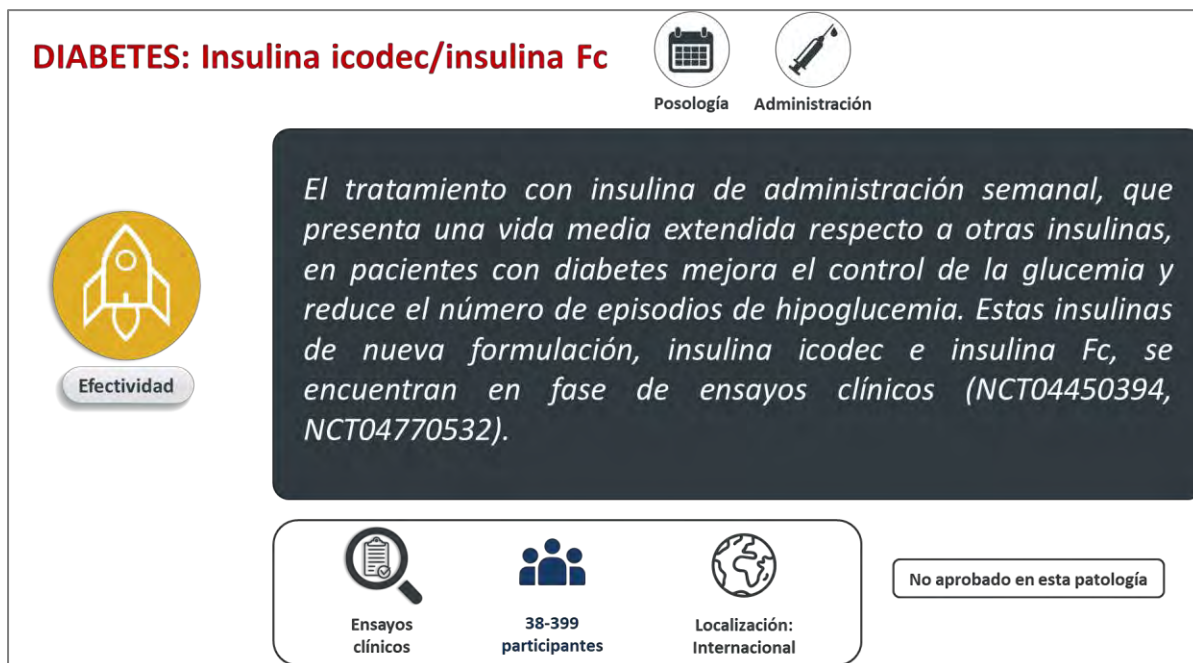 DIABETES: Insulina icodec/insulina Fc
Posología
Administración
Efectividad
El tratamiento con insulina de administración semanal, que
presenta una vida media extendida respecto a otras insulinas,
en pacientes con diabetes mejora el control de la glucemia y
reduce el número de episodios de hipoglucemia. Estas insulinas
de nueva formulación, insulina icodec e insulina Fc, se
encuentran en fase de ensayos clínicos (NCT04450394,
NCT04770532).
Ensayos
clínicos
38-399
participantes
Localización:
Internacional
No aprobado en esta patología